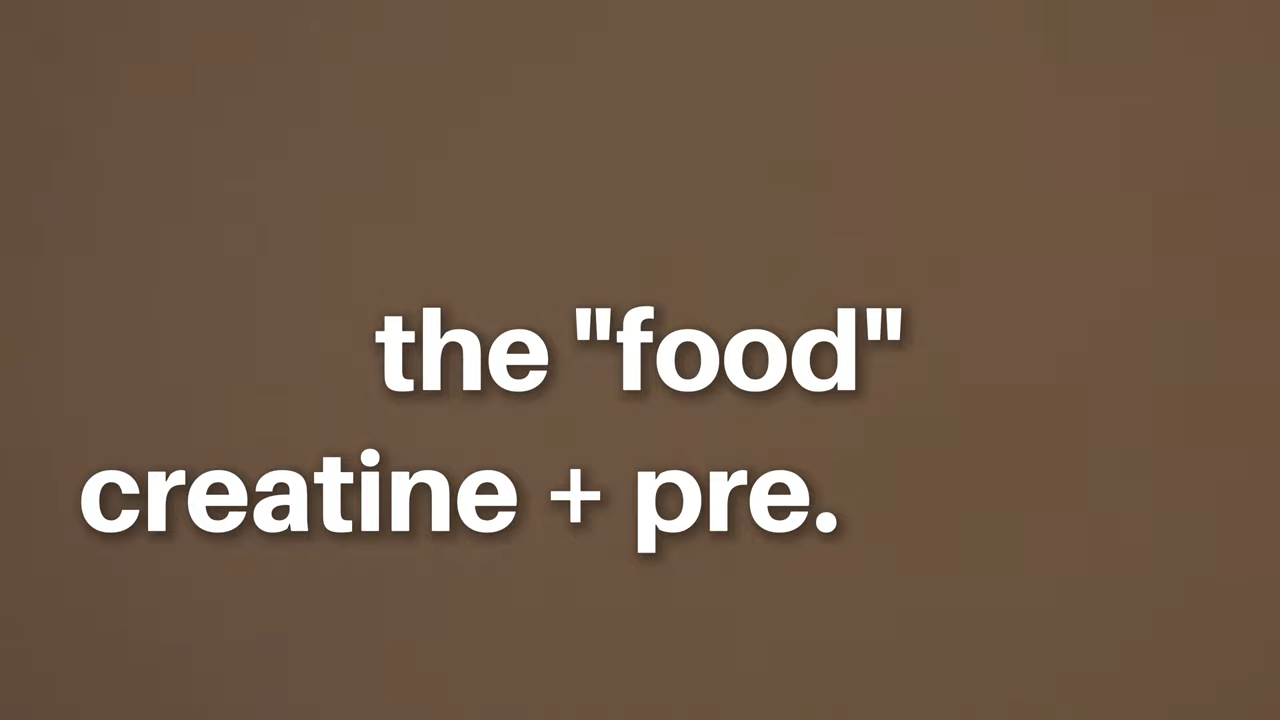 the "food"
creatine + pre.